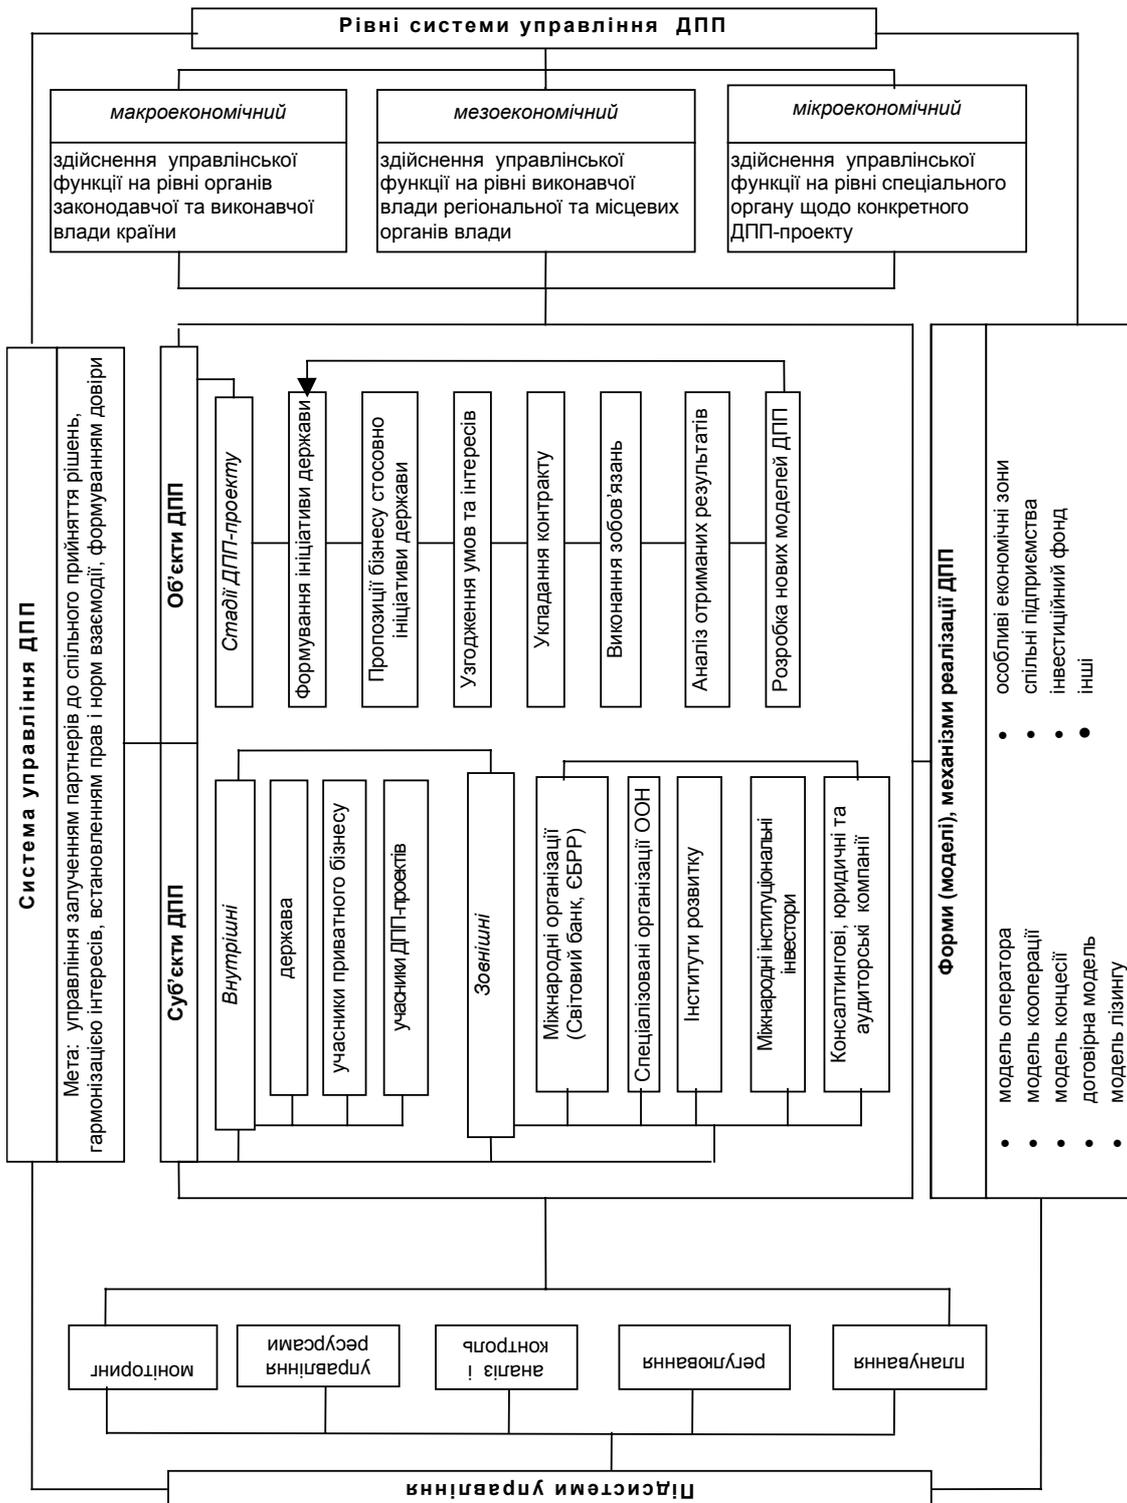 Рівні системи управління ДПП
макроекономічний
здійснення управлінської
функції на рівні органів
законодавчої та виконавчої
влади країни
мезоекономічний
здійснення управлінської
функції на рівні виконавчої
влади регіональної та місцевих
органів влади
мікроекономічний
здійснення управлінської
функції на рівні спеціального
органу щодо конкретного
ДПП-проекту
Система управління ДПП
Мета: управління залученням партнерів до спільного прийняття рішень,
гармонізацією інтересів, встановленням прав і норм взаємодії, формуванням довіри
Суб’єкти ДПП
Внутрішні
держава
учасники приватного бізнесу
учасники ДПП-проектів
Зовнішні
Міжнародні організації
(Світовий банк, ЄБРР)
Спеціалізовані організації ООН
Інститути розвитку
Міжнародні інституціональні
інвестори
Консалтингові, юридичні та
аудиторські компанії
Об’єкти ДПП
Стадії ДПП-проекту
Формування ініціативи держави
Пропозиції бізнесу стосовно
ініціативи держави
Узгодження умов та інтересів
Укладання контракту
Виконання зобов’язань
Аналіз отриманих результатів
Розробка нових моделей ДПП
Форми (моделі), механізми реалізації ДПП
• модель оператора
• модель кооперації
• модель концесії
• договірна модель
• модель лізингу
• особливі економічні зони
• спільні підприємства
• інвестиційний фонд
• інші
Підсистеми управління
моніторинг
управління
ресурсами
аналіз і
контроль
регулювання
планування